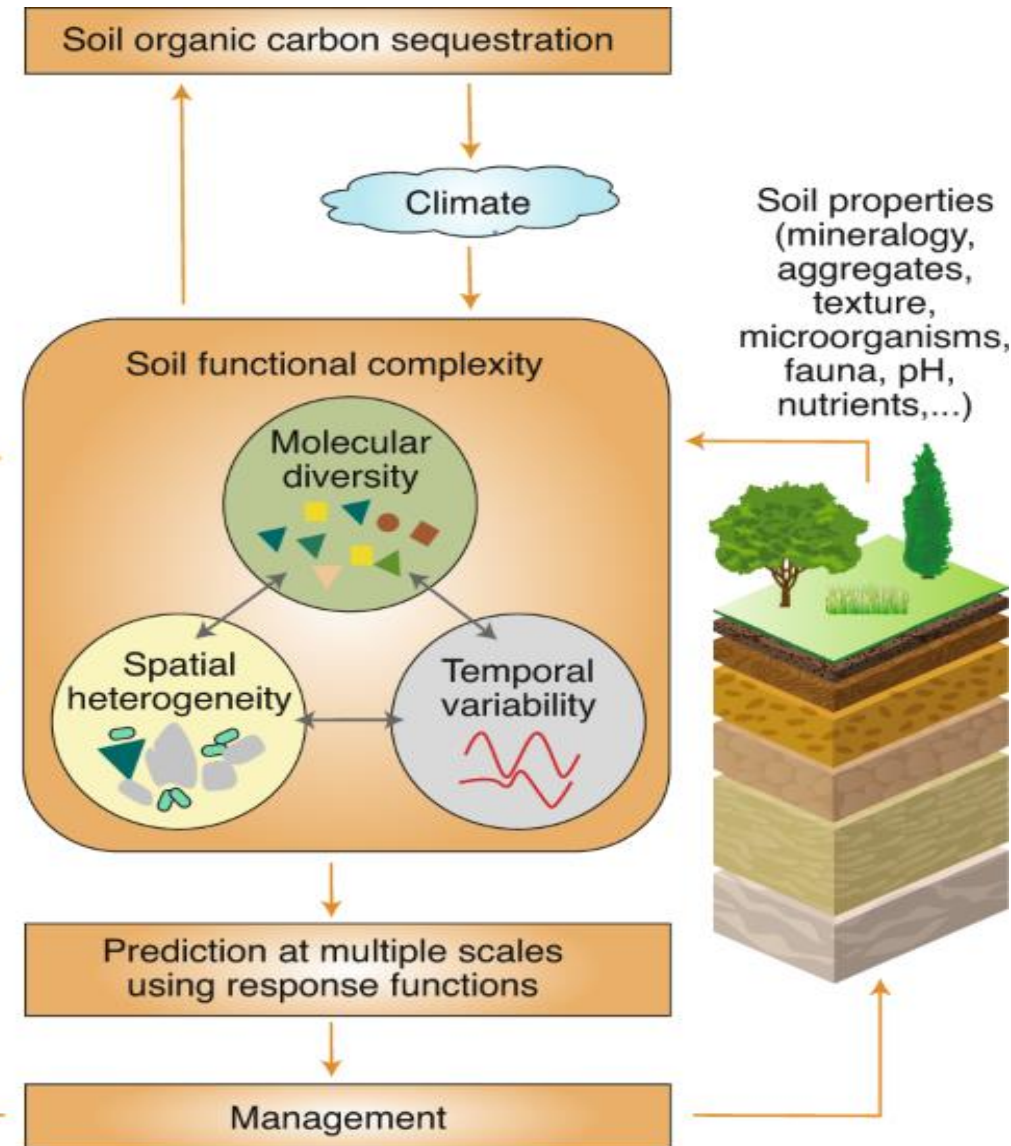 Soil organic carbon sequestration
Climate
Soil properties
(mineralogy,
aggregates,
texture,
microorganisms,
fauna, pH,
nutrients,...)
Soil functional complexity
Molecular
diversity
Spatial
heterogeneity
Temporal
variability
Prediction at multiple scales
using response functions
Management